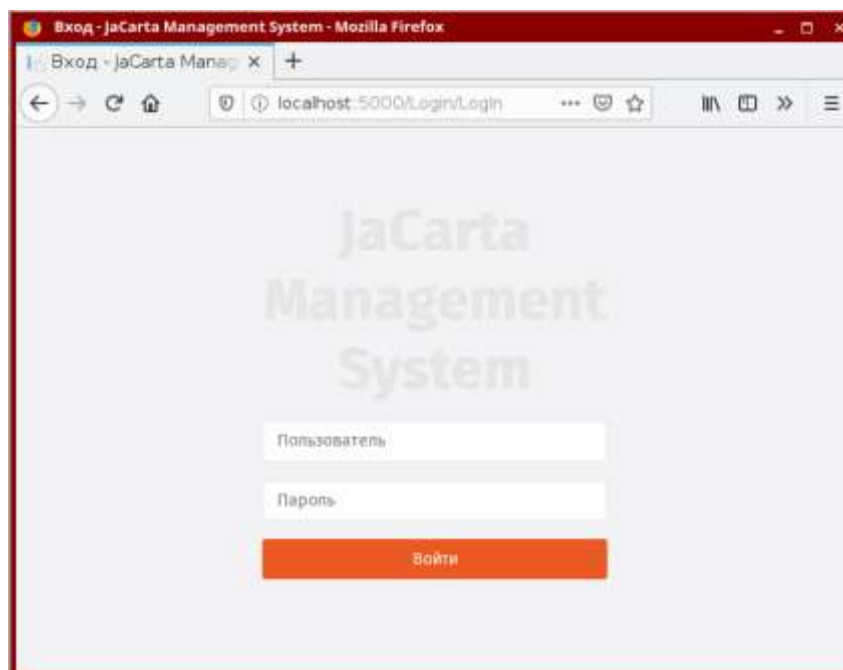 Вход - JaCarta Management System - Mozilla Firefox
Вход - JaCarta Manag
localhost:5000/Login/Login
JaCarta
Management
System
Пользователь
Пароль
Войти